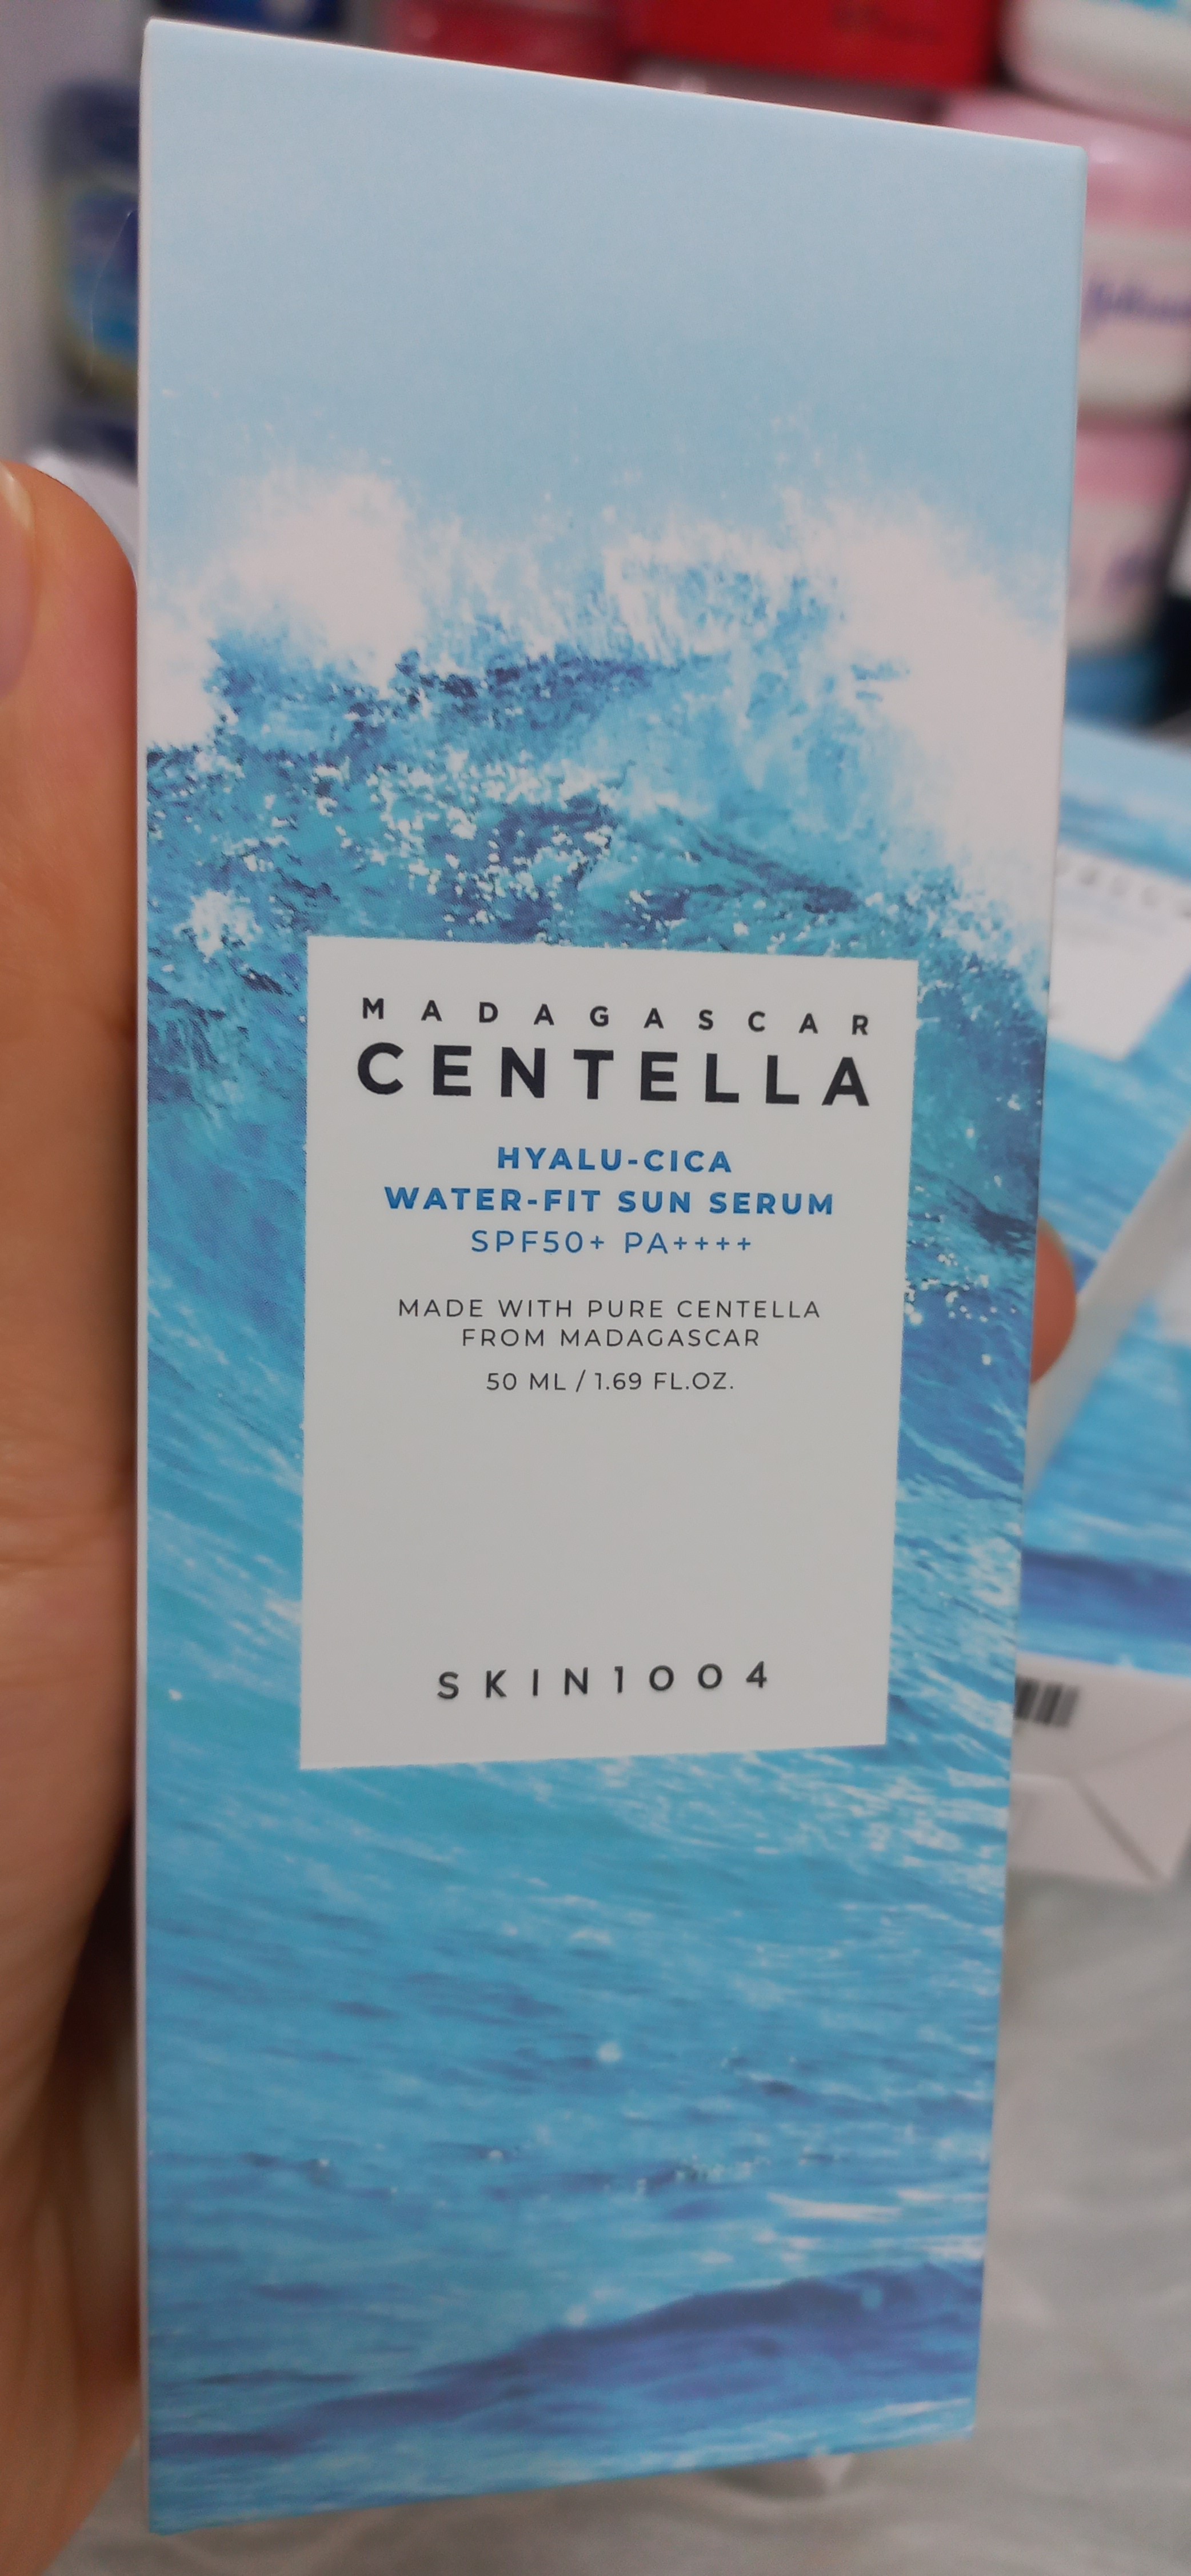 MADAGASCAR
CENTELLA
HYALU-CICA
WATER-FIT SUN SERUM
SPF50+ PA++++
MADE WITH PURE CENTELLA
FROM MADAGASCAR
50 ML / 1.69 FL.OZ.
SKIN1004